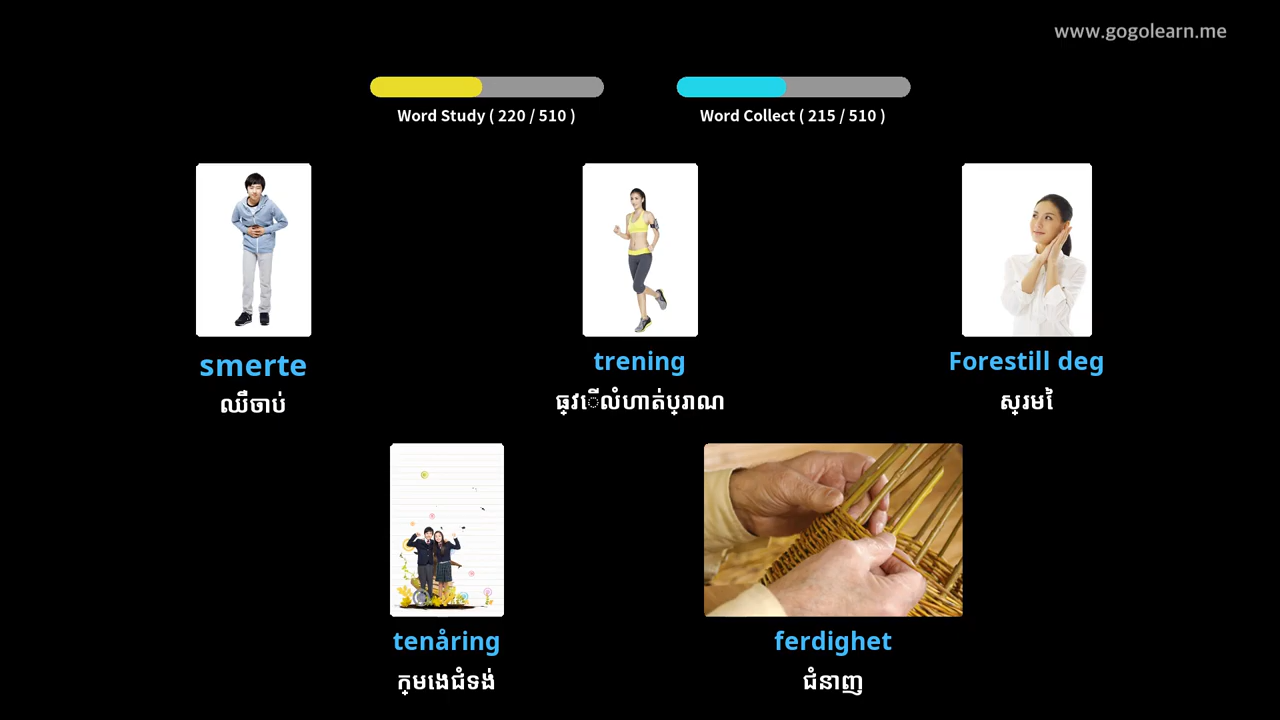 www.gogolearn.me
Word Study ( 220 / 510 )
Word Collect ( 215 / 510 )
smerte
ឈឺចាប់
trening
ធ្វើលំហាត់ប្រាណ
Forestill deg
ស្រមៃ
tenåring
ក្មេងជំទង់
ferdighet
ជំនាញ